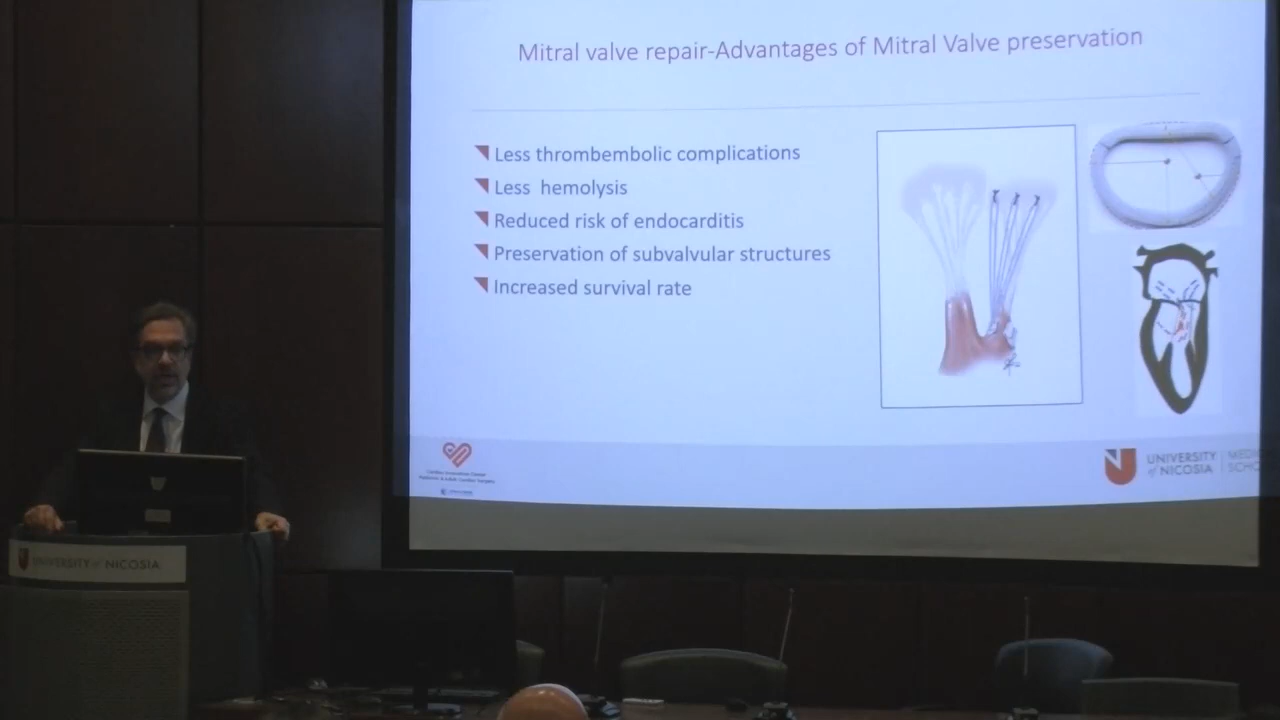 Mitral valve repair-Advantages of Mitral Valve preservation
Less thrombembolic complications
Less hemolysis
Reduced risk of endocarditis
Preservation of subvalvular structures
Increased survival rate
UNIVERSITY
of NICOSIA
UNIVERSITY of NICOSIA